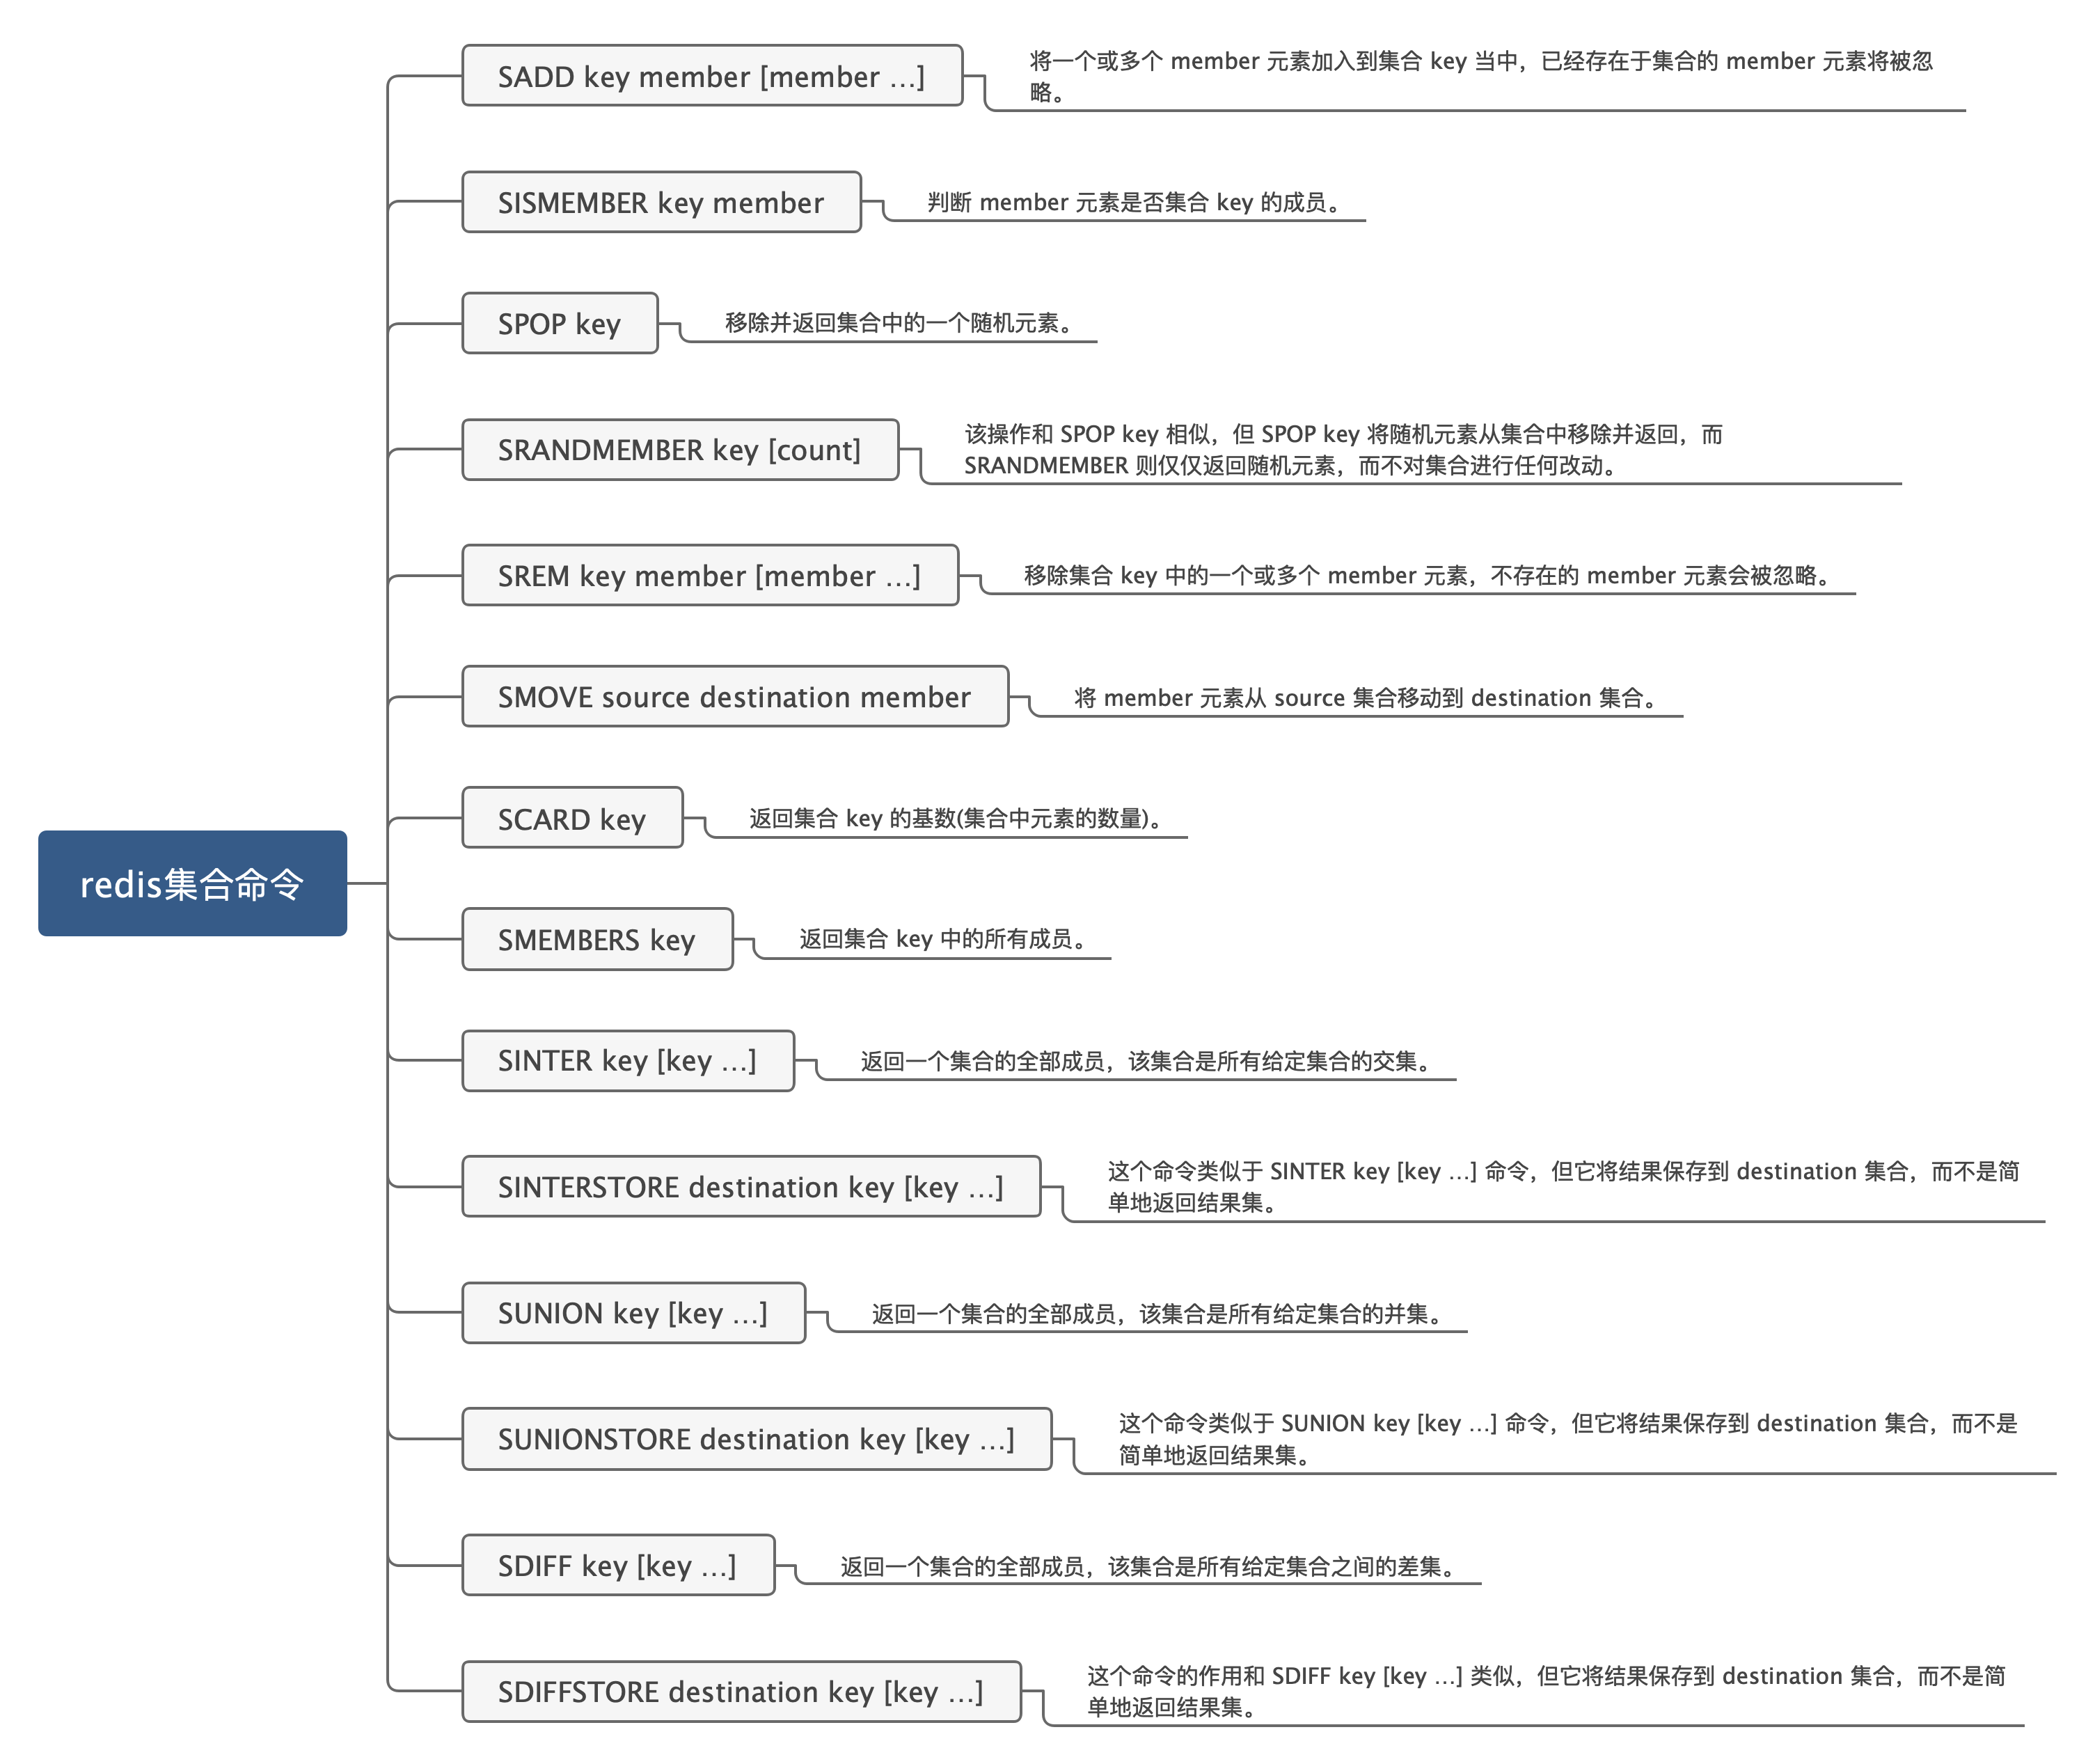 SADD key member [member …]
将一个或多个 member 元素加入到集合 key 当中，已经存在于集合的 member 元素将被忽
略。
SISMEMBER key member
判断 member 元素是否集合 key 的成员。
SPOP key
移除并返回集合中的一个随机元素。
SRANDMEMBER key [count]
该操作和 SPOP key 相似，但 SPOP key 将随机元素从集合中移除并返回，而
SRANDMEMBER 则仅仅返回随机元素，而不对集合进行任何改动。
SREM key member [member …]
移除集合 key 中的一个或多个 member 元素，不存在的 member 元素会被忽略。
SMOVE source destination member
将 member 元素从 source 集合移动到 destination 集合。
SCARD key
返回集合 key 的基数(集合中元素的数量)。
redis集合命令
SMEMBERS key
返回集合 key 中的所有成员。
SINTER key [key …]
返回一个集合的全部成员，该集合是所有给定集合的交集。
SINTERSTORE destination key [key …]
这个命令类似于 SINTER key [key …] 命令，但它将结果保存到 destination 集合，而不是简
单地返回结果集。
SUNION key [key …]
返回一个集合的全部成员，该集合是所有给定集合的并集。
SUNIONSTORE destination key [key …]
这个命令类似于 SUNION key [key …] 命令，但它将结果保存到 destination 集合，而不是
简单地返回结果集。
SDIFF key [key …]
返回一个集合的全部成员，该集合是所有给定集合之间的差集。
SDIFFSTORE destination key [key …]
这个命令的作用和 SDIFF key [key …] 类似，但它将结果保存到 destination 集合，而不是简
单地返回结果集。